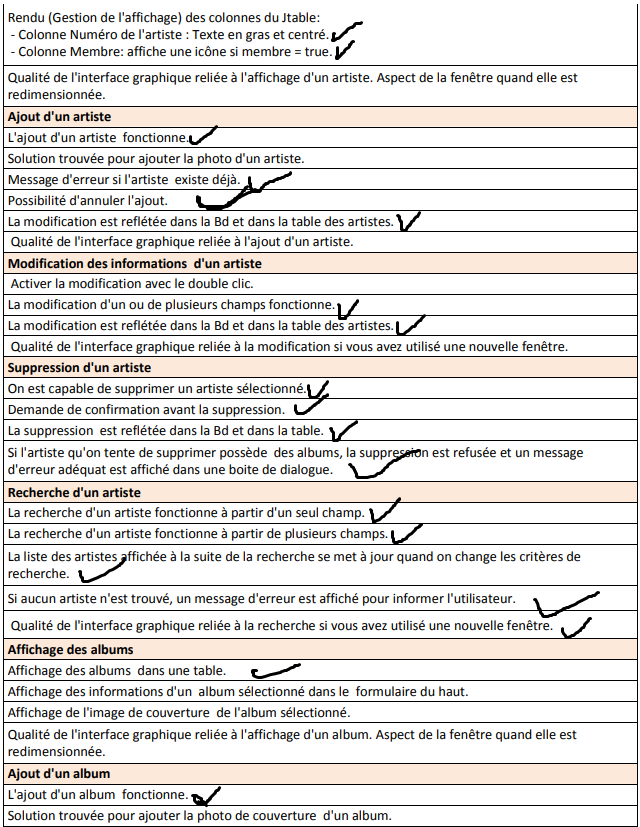 Rendu (Gestion de l'affichage) des colonnes du Jtable:
- Colonne Numéro de l'artiste : Texte en gras et centré.
- Colonne Membre: affiche une icône si membre = true.
Qualité de l'interface graphique reliée à l'affichage d'un artiste. Aspect de la fenêtre quand elle est
redimensionnée.
Ajout d'un artiste
L'ajout d'un artiste fonctionne.
Solution trouvée pour ajouter la photo d'un artiste.
Message d'erreur si l'artiste existe déjà.
Possibilité d'annuler l'ajout.
La modification est reflétée dans la Bd et dans la table des artistes.
Qualité de l'interface graphique reliée à l'ajout d'un artiste.
Modification des informations d'un artiste
Activer la modification avec le double clic.
La modification d'un ou de plusieurs champs fonctionne.
La modification est reflétée dans la Bd et dans la table des artistes.
Qualité de l'interface graphique reliée à la modification si vous avez utilisé une nouvelle fenêtre.
Suppression d'un artiste
On est capable de supprimer un artiste sélectionné.
Demande de confirmation avant la suppression.
La suppression est reflétée dans la Bd et dans la table.
Si l'artiste qu'on tente de supprimer possède des albums, la suppression est refusée et un message
d'erreur adéquat est affiché dans une boite de dialogue.
Recherche d'un artiste
La recherche d'un artiste fonctionne à partir d'un seul champ.
La recherche d'un artiste fonctionne à partir de plusieurs champs.
La liste des artistes affichée à la suite de la recherche se met à jour quand on change les critères de
recherche.
Si aucun artiste n'est trouvé, un message d'erreur est affiché pour informer l'utilisateur.
Qualité de l'interface graphique reliée à la recherche si vous avez utilisé une nouvelle fenêtre.
Affichage des albums
Affichage des albums dans une table.
Affichage des informations d'un album sélectionné dans le formulaire du haut.
Affichage de l'image de couverture de l'album sélectionné.
Qualité de l'interface graphique reliée à l'affichage d'un album. Aspect de la fenêtre quand elle est
redimensionnée.
Ajout d'un album
L'ajout d'un album fonctionne.
Solution trouvée pour ajouter la photo de couverture d'un album.